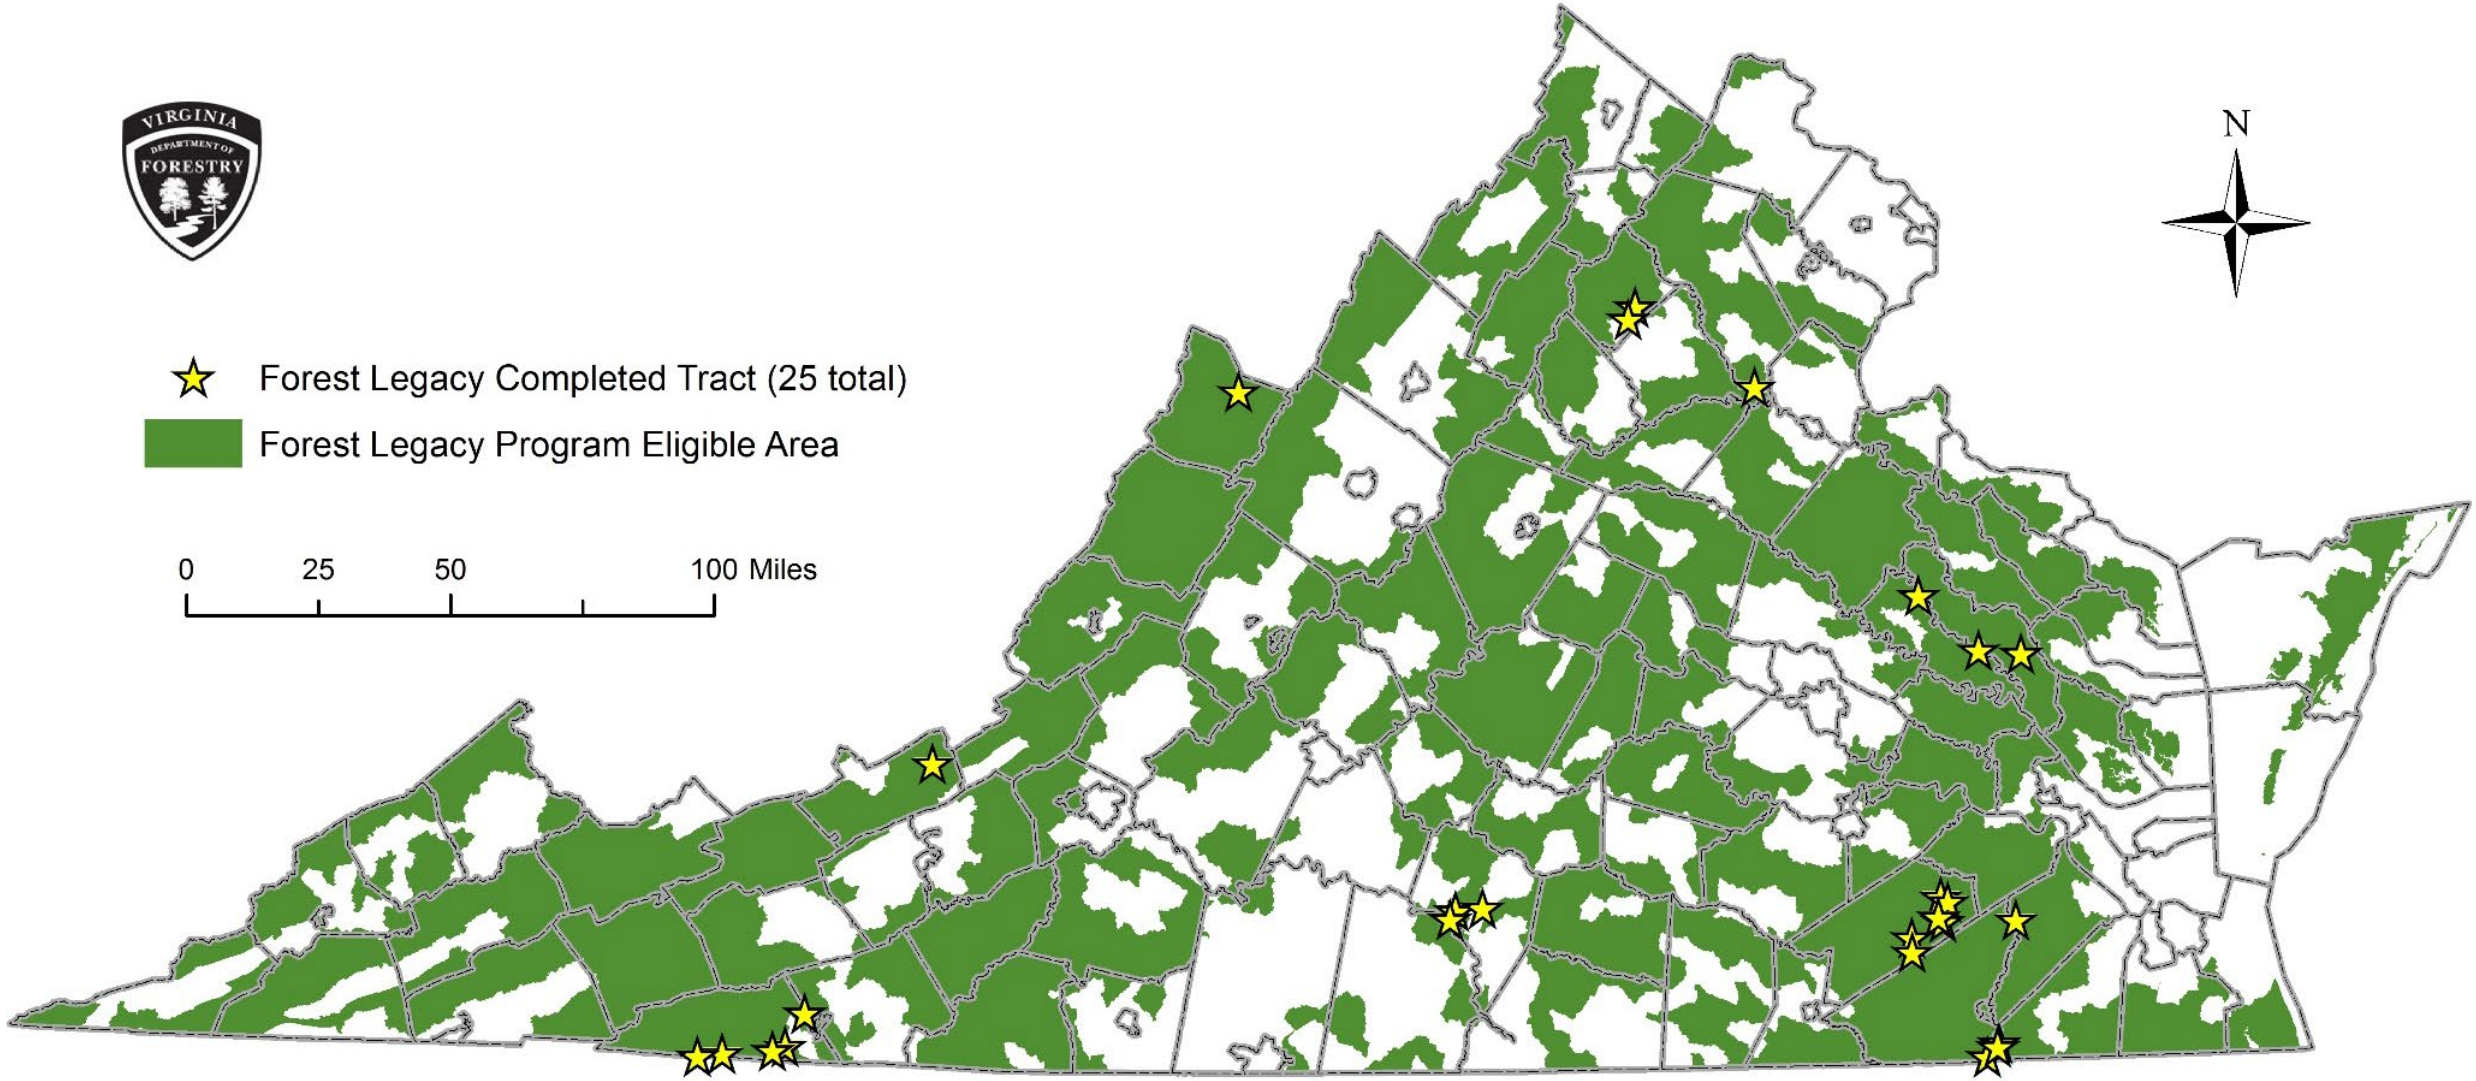 VIRGINIA
DEPARTMENT OF
FORESTRY
N
Forest Legacy Completed Tract (25 total)
Forest Legacy Program Eligible Area
0 25 50 100 Miles